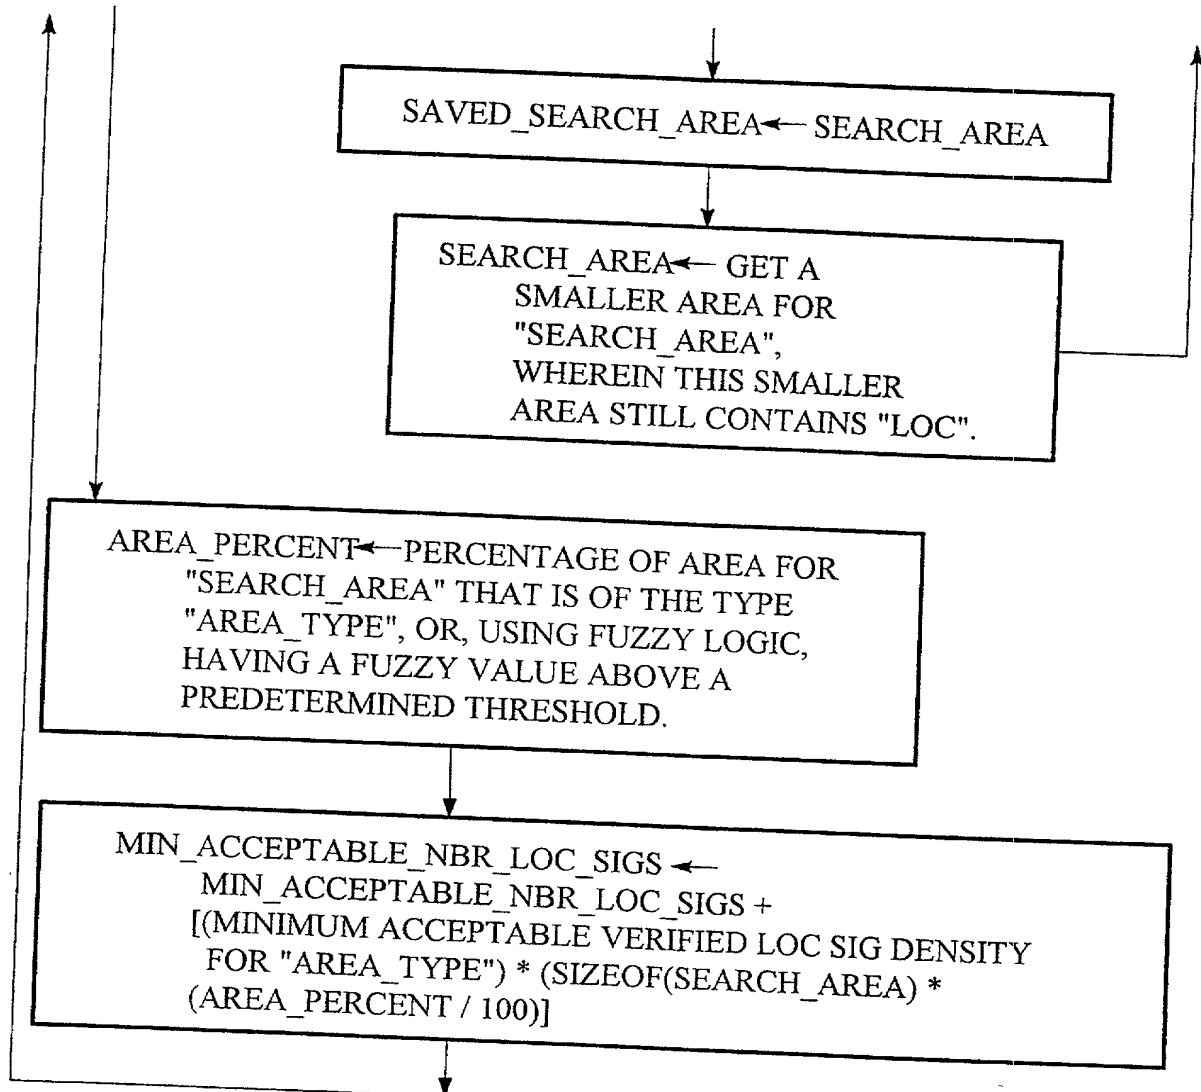 SAVED_SEARCH_AREA← SEARCH_AREA
SEARCH_AREA← GET A
SMALLER AREA FOR
"SEARCH_AREA",
WHEREIN THIS SMALLER
AREA STILL CONTAINS "LOC".
AREA_PERCENT←PERCENTAGE OF AREA FOR
"SEARCH_AREA" THAT IS OF THE TYPE
"AREA_TYPE", OR, USING FUZZY LOGIC,
HAVING A FUZZY VALUE ABOVE A
PREDETERMINED THRESHOLD.
MIN_ACCEPTABLE_NBR_LOC_SIGS ←
MIN_ACCEPTABLE_NBR_LOC_SIGS +
[(MINIMUM ACCEPTABLE VERIFIED LOC SIG DENSITY
FOR "AREA_TYPE") * (SIZEOF(SEARCH_AREA) *
(AREA_PERCENT / 100)]